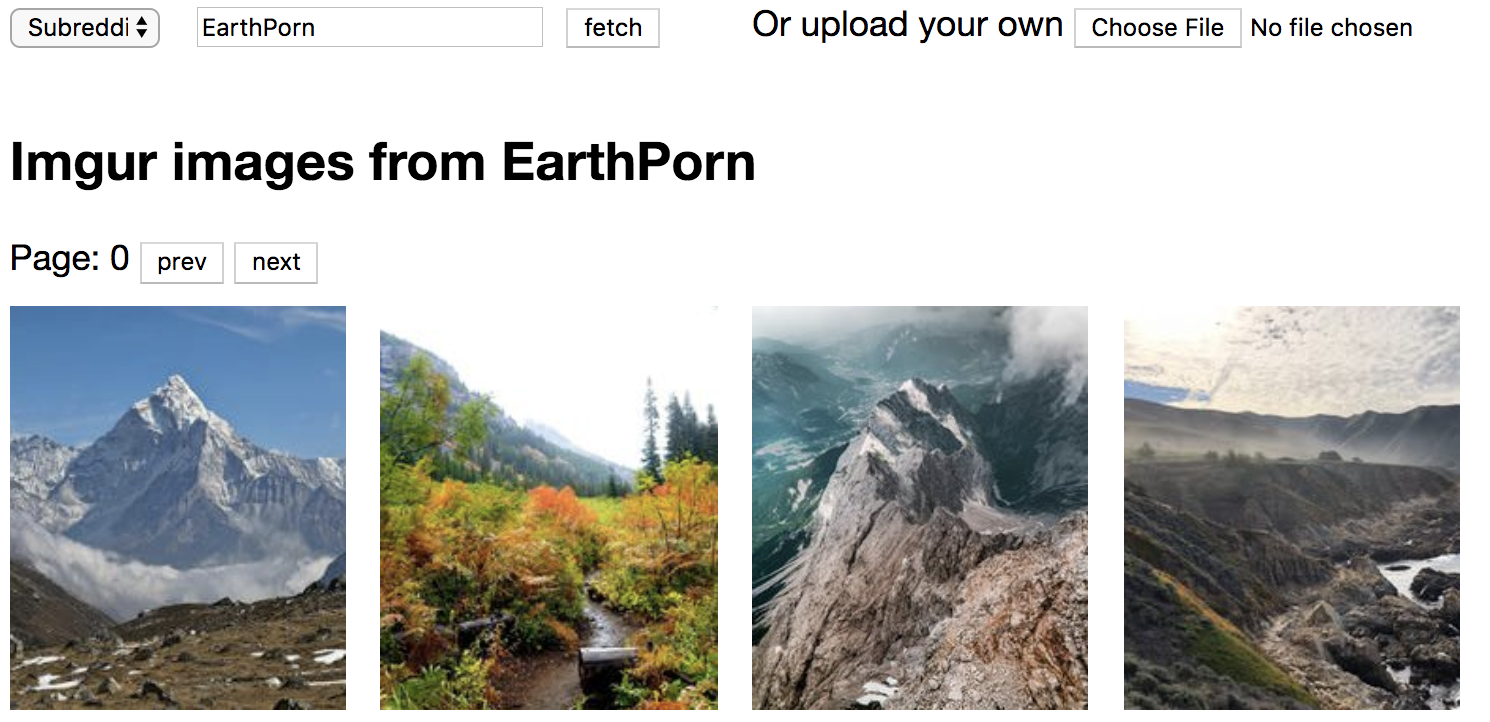 Subreddi EarthPorn fetch Or upload your own Choose File No file chosen
Imgur images from EarthPorn
Page: 0 prev next